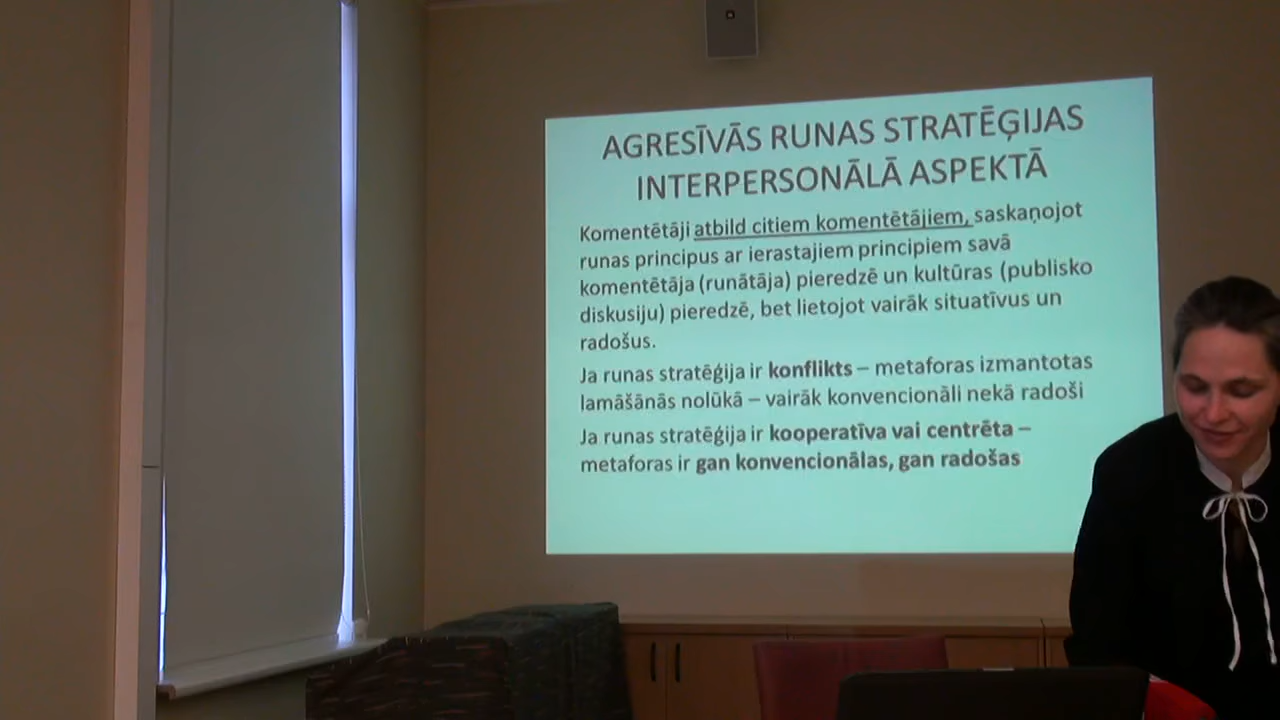 AGRESĪVĀS RUNAS STRATĒĢIJAS
INTERPERSONĀLĀ ASPEKTĀ
Komentētāji atbild citiem komentētājiem, saskaņojot
runas principus ar ierastajiem principiem savā
komentētāja (runātāja) pieredzē un kultūras (publisko
diskusiju) pieredzē, bet lietojot vairāk situatīvus un
radošus.
Ja runas stratēģija ir konflikts – metaforas izmantotas
lamāšānās nolūkā – vairāk konvencionāli nekā radoši
Ja runas stratēģija ir kooperatīva vai centrēta –
metaforas ir gan konvencionālas, gan radošas